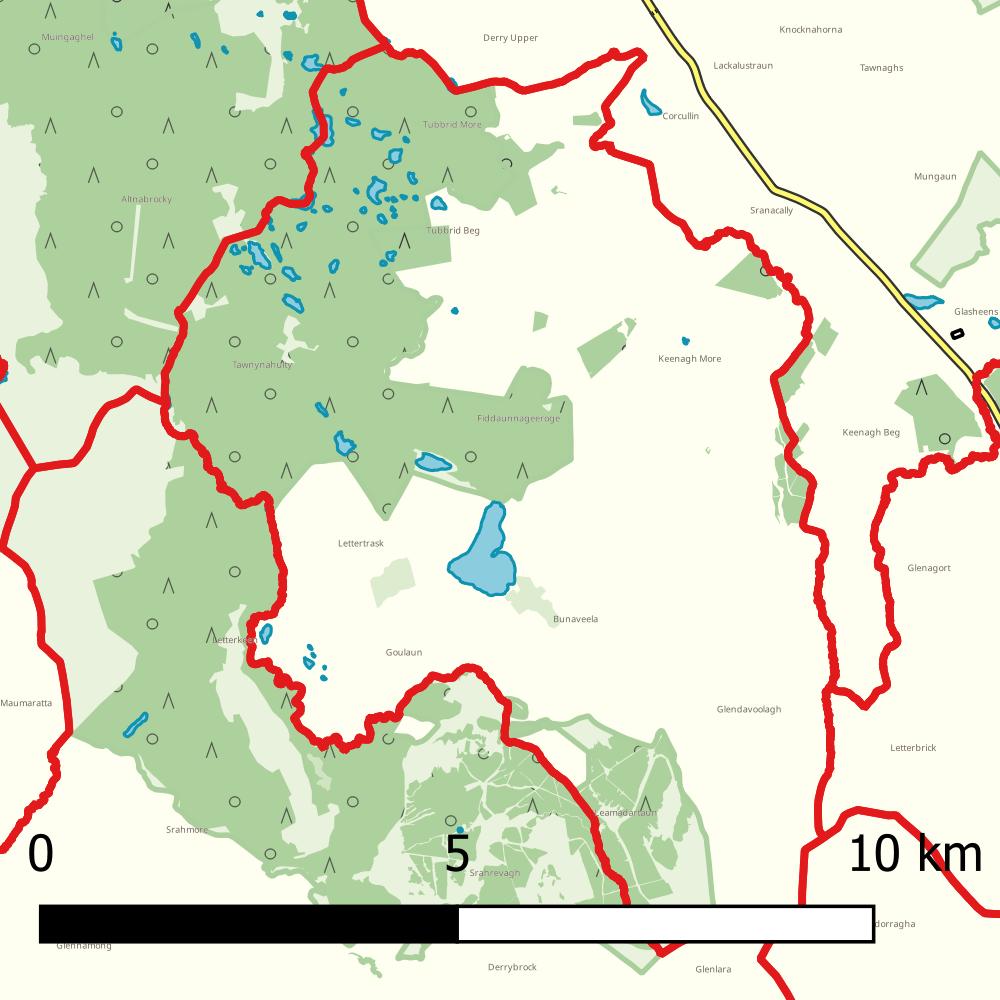 Muingaghel
Derry Upper
Knocknahorna
Lackalustraun
Tawnaghs
Corcullin
Tubbrid More
Mungaun
Altnabrocky
Sranacally
Tubbrid Beg
Glasheens
Keenagh More
Tawnynahulty
Fiddaunnageeroge
Keenagh Beg
Lettertrask
Glenagort
Bunaveela
Letterkeen
Goulaun
Maumaratta
Glendavoolagh
Letterbrick
Leamadartaun
Srahmore
0 5 10 km
Sranrevagh
dorragha
Glennamong
Derrybrock
Glenlara